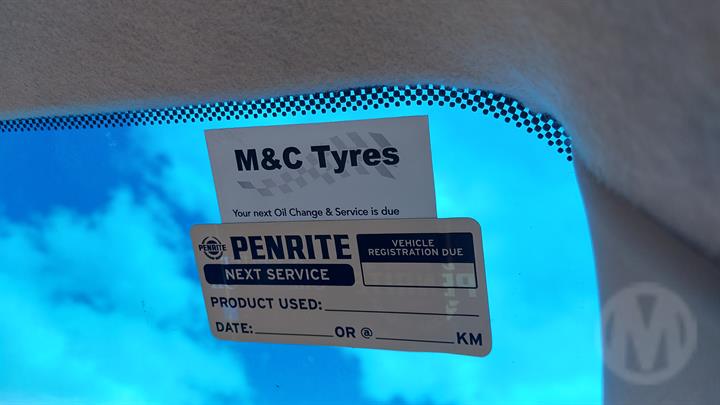 M&C Tyres
Your next Oil Change & Service is due
PENRITE
PENRITE
VEHICLE
REGISTRATION DUE
NEXT SERVICE
PRODUCT USED:
DATE: OR @ KM
M